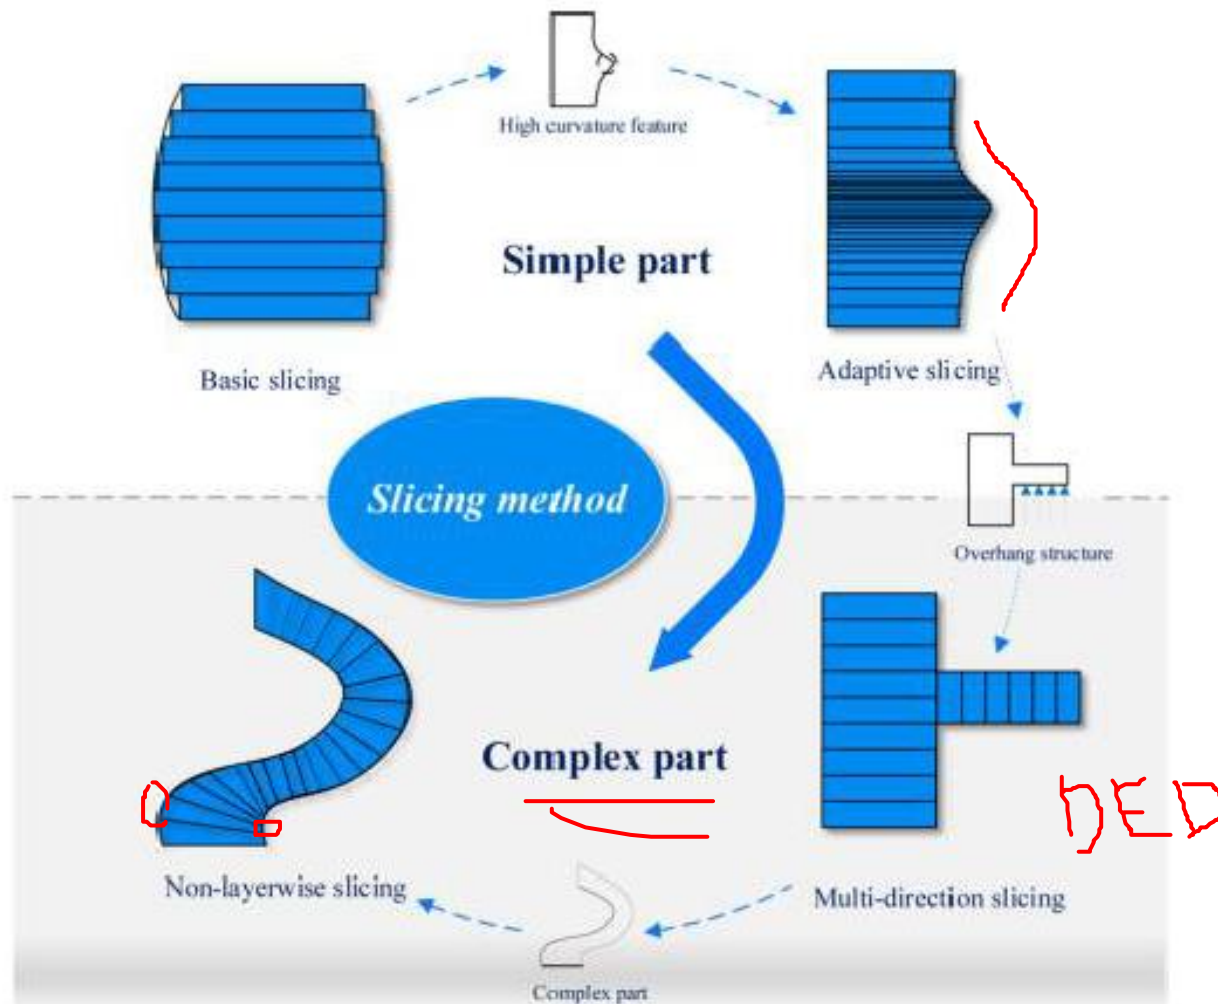 High curvature feature
Simple part
Basic slicing
Adaptive slicing
Slicing method
Overhang structure
Complex part
DED
Non-layerwise slicing
Multi-direction slicing
Complex part